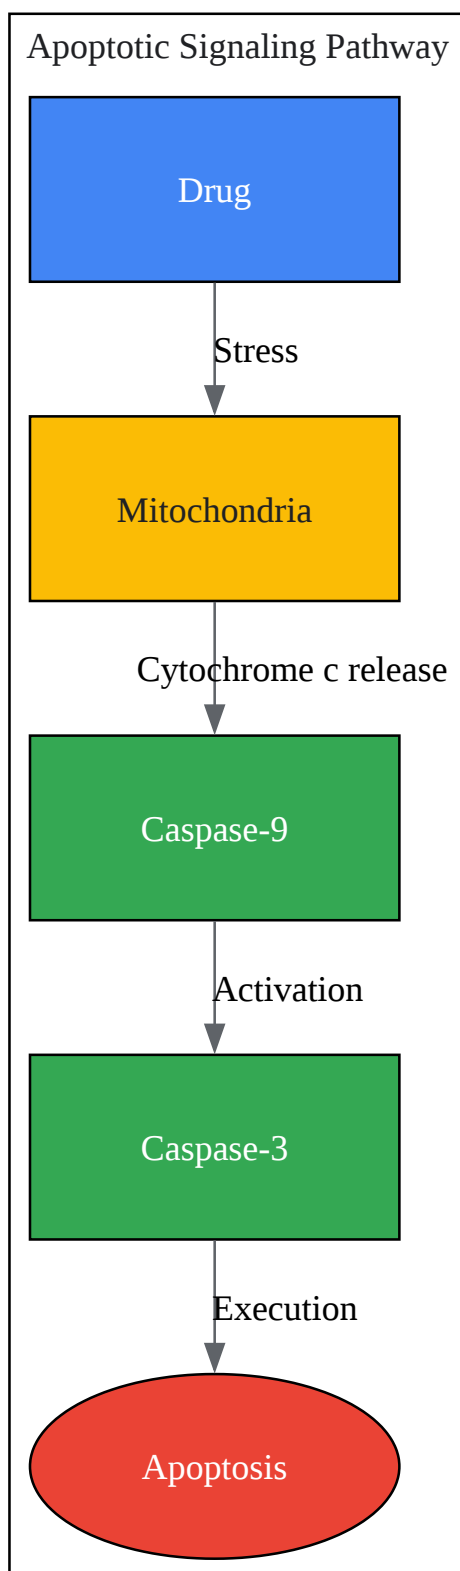 Apoptotic Signaling Pathway
Drug
Stress
Mitochondria
Cytochrome c release
Caspase-9
Activation
Caspase-3
Execution
Apoptosis